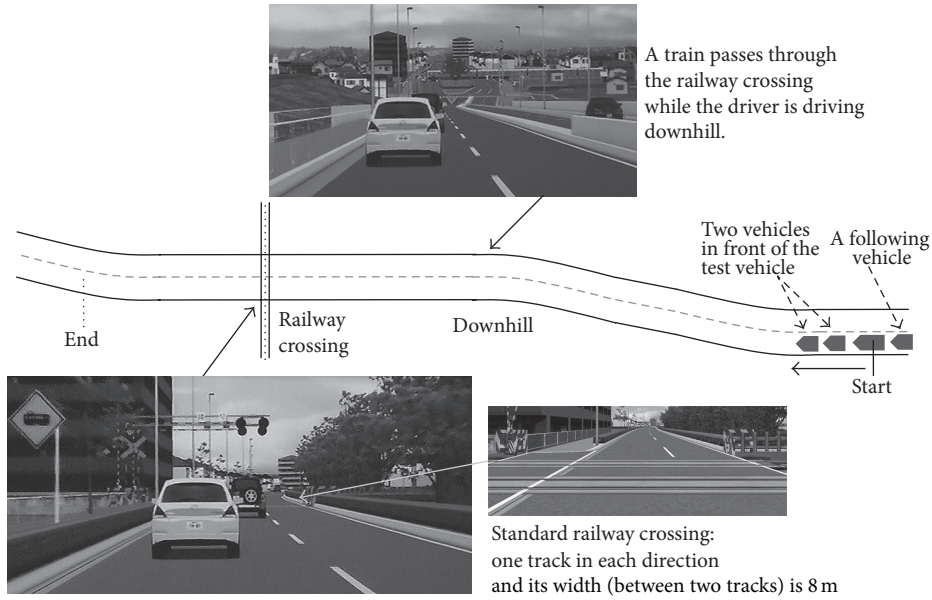 A train passes through
the railway crossing
while the driver is driving
downhill.
Two vehicles
in front of the
test vehicle
A following
vehicle
End
Railway
crossing
Downhill
Start
Standard railway crossing:
one track in each direction
and its width (between two tracks) is 8 m